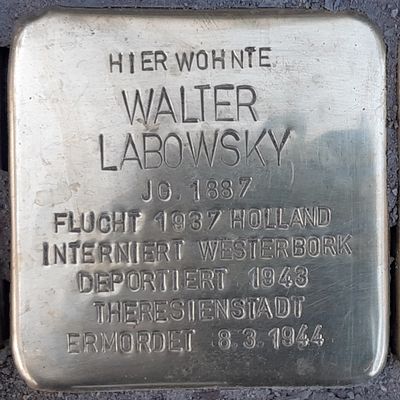 HIER WOHNTE
WALTER
LABOWSKY
JG. 1887
FLUCHT 1937 HOLLAND
INTERNIERT WESTERBORK
DEPORTIERT 1943
THERESIENSTADT
ERMORDET 8.3.1944